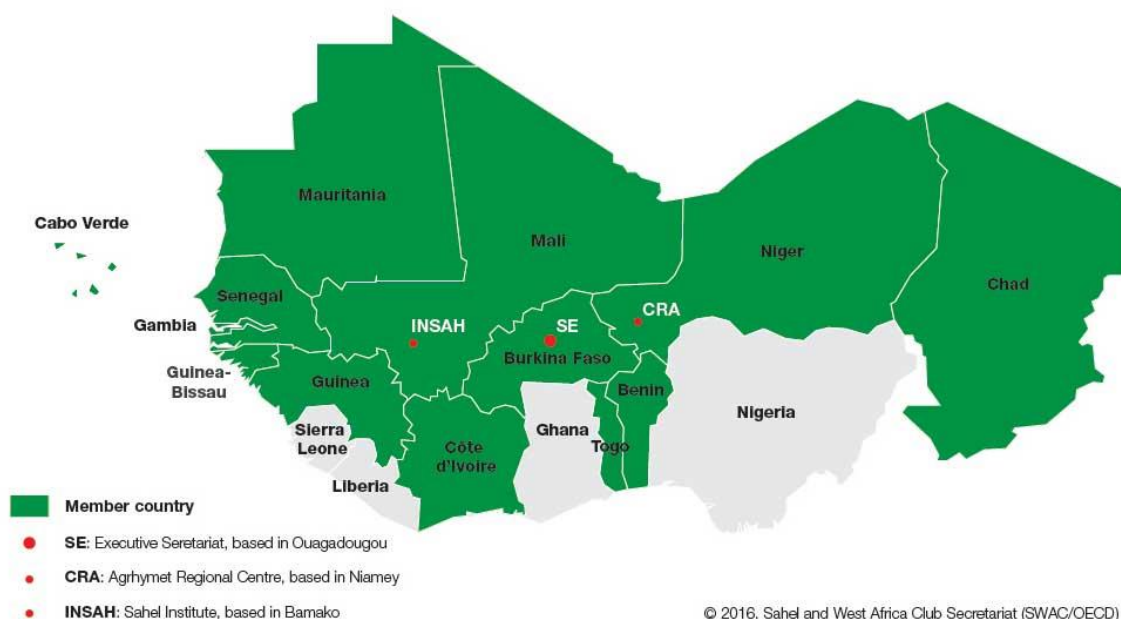 Mauritania
Cabo Verde
Mali
Niger
Chad
Senegal
Gambia
CRA
INSAH
SE
Burkina Faso
Guinea-
Bissau
Guinea
Benin
Nigeria
Sierra
Leone
Ghana
Togo
Côte
d'Ivoire
Liberia
Member country
SE: Executive Seretariat, based in Ouagadougou
CRA: Agrhymet Regional Centre, based in Niamey
INSAH: Sahel Institute, based in Bamako
© 2016. Sahel and West Africa Club Secretariat (SWAC/OECD)